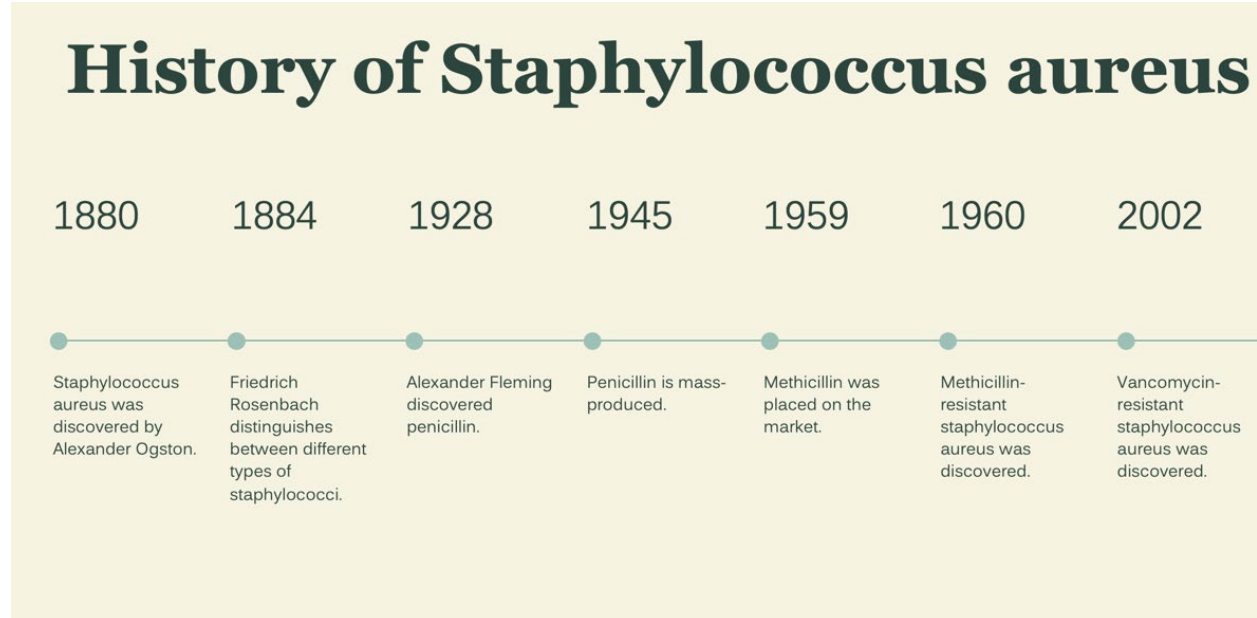 History of Staphylococcus aureus
1880
1884
1928
1945
1959
1960
2002
Staphylococcus
aureus was
discovered by
Alexander Ogston.
Friedrich
Rosenbach
distinguishes
between different
types of
staphylococci.
Alexander Fleming
discovered
penicillin.
Penicillin is mass-
produced.
Methicillin was
placed on the
market.
Methicillin-
resistant
staphylococcus
aureus was
discovered.
Vancomycin-
resistant
staphylococcus
aureus was
discovered.